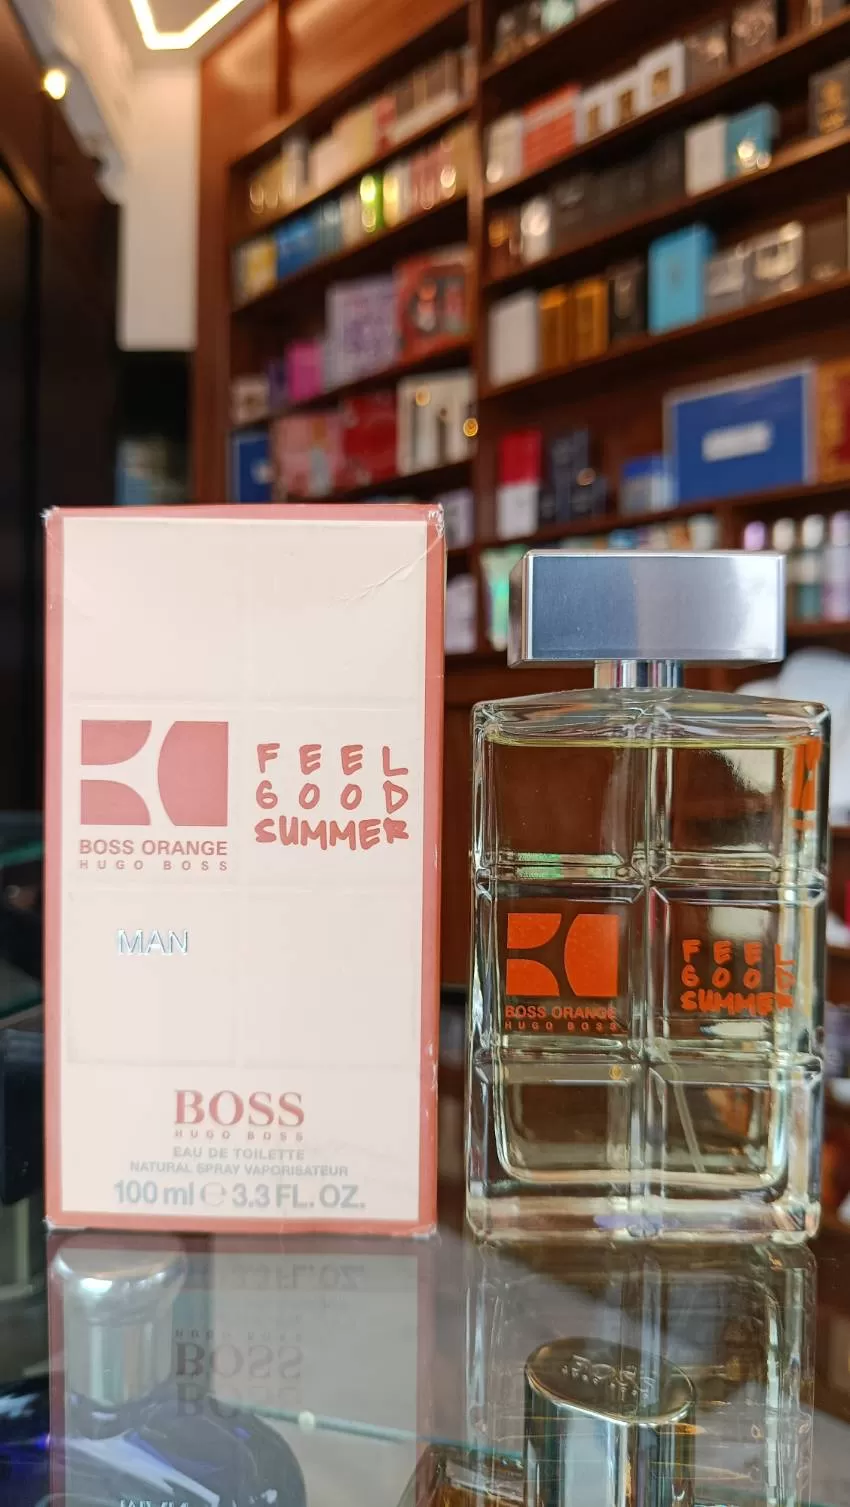 FEEL
GOOD
SUMMER
BOSS ORANGE
HUGO BOSS
MAN
BOSS
HUGO BOSS
EAU DE TOILETTE
NATURAL SPRAY VAPORISATEUR
100 ml ℮ 3.3 FL. OZ.
FEEL
GOOD
SUMMER
BOSS ORANGE
HUGO BOSS